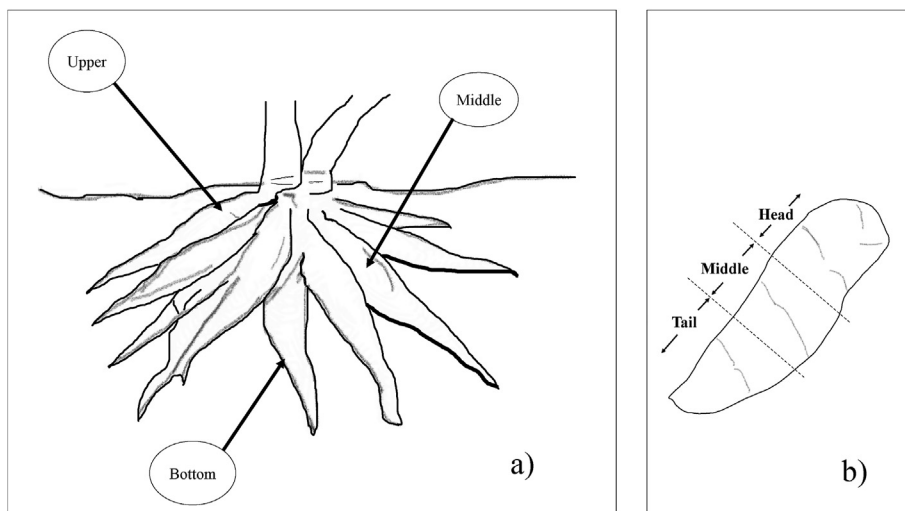 Upper
Middle
Bottom
a)
Head
Middle
Tail
b)